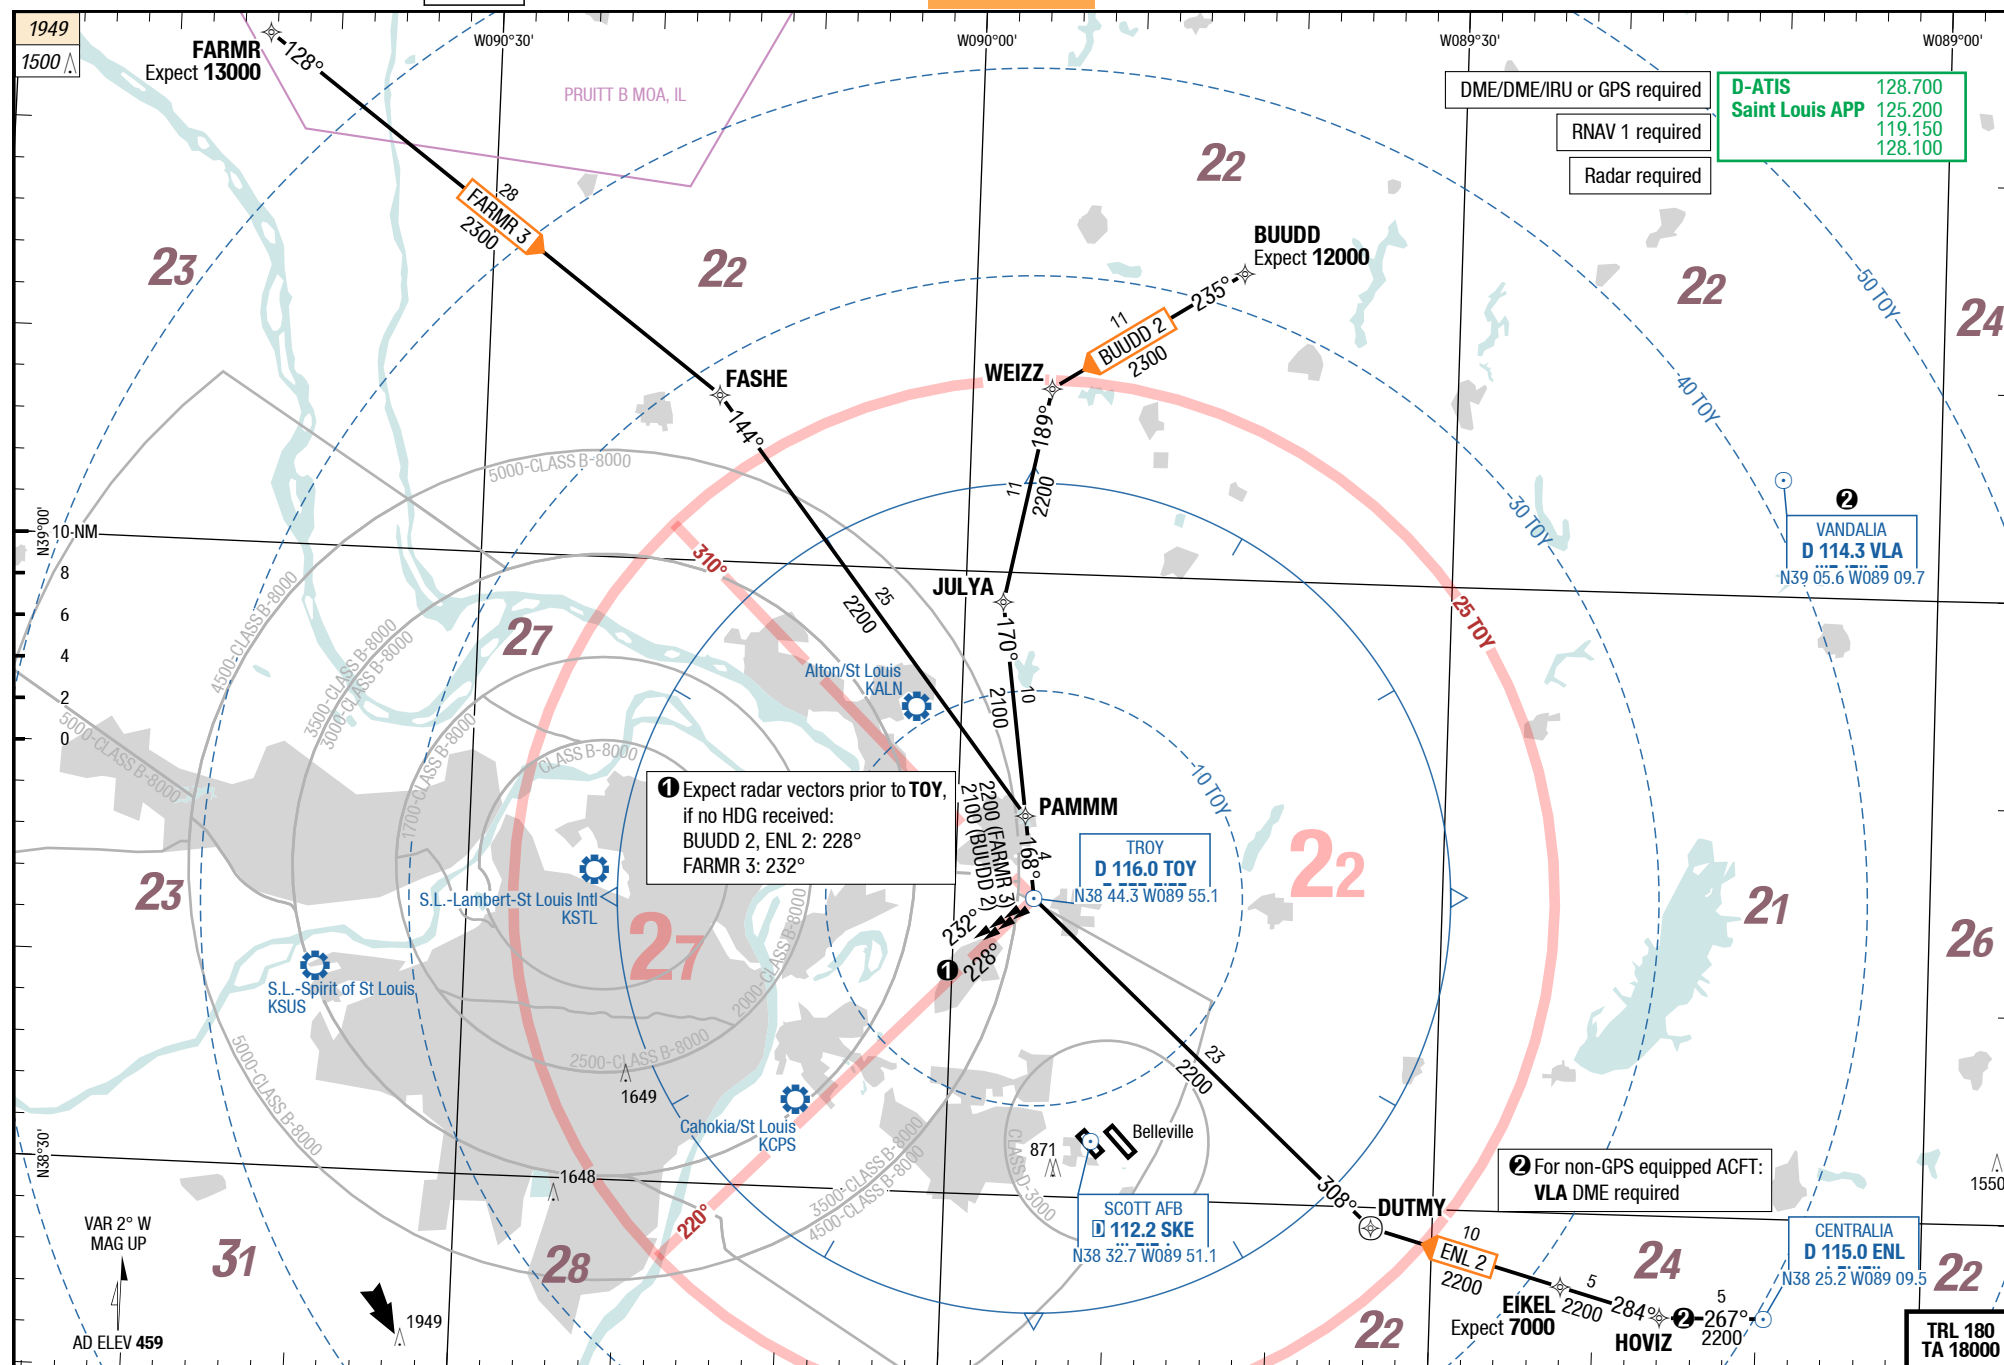 1949
1500
FARMR
Expect 13000
128°
W090°30'
W090°00'
W089°30'
W089°00'
PRUITT B MOA, IL
DME/DME/IRU or GPS required
RNAV 1 required
Radar required
D-ATIS 128.700
Saint Louis APP 125.200
119.150
128.100
28
FARMR 3
2300
23
22
22
22
24
BUUDD
Expect 12000
235°
11
BUUDD 2
2300
50 TOY
40 TOY
30 TOY
WEIZZ
189°
11
2200
FASHE
144°
5000-CLASS B-8000
N39°00'
10-NM
8
6
4
2
0
310°
25
2200
JULYA
170°
10
2100
25 TOY
2
VANDALIA
D 114.3 VLA
N39 05.6 W089 09.7
4500-CLASS B-8000
3500-CLASS B-8000
3000-CLASS B-8000
27
Alton/St Louis
KALN
5000-CLASS B-8000
1700-CLASS B-8000
CLASS B-8000
10 TOY
1 Expect radar vectors prior to TOY,
if no HDG received:
BUUDD 2, ENL 2: 228°
FARMR 3: 232°
2200 (FARMR 3)
2100 (BUUDD 2)
PAMMM
4
168°
TROY
D 116.0 TOY
N38 44.3 W089 55.1
22
23
S.L.-Lambert-St Louis Intl
KSTL
27
232°
228°
1
21
26
S.L.-Spirit of St Louis
KSUS
2000-CLASS B-8000
2500-CLASS B-8000
5000-CLASS B-8000
1649
23
2200
Cahokia/St Louis
KCPS
3500-CLASS B-8000
4500-CLASS B-8000
CLASS D-3000
871
Belleville
N38°30'
1648
220°
308°
DUTMY
2 For non-GPS equipped ACFT:
VLA DME required
1550
SCOTT AFB
D 112.2 SKE
N38 32.7 W089 51.1
CENTRALIA
D 115.0 ENL
N38 25.2 W089 09.5
VAR 2° W
MAG UP
31
28
10
ENL 2
2200
24
22
EIKEL
Expect 7000
5
2200
284°
HOVIZ
2
5
267°
2200
22
AD ELEV 459
1949
TRL 180
TA 18000